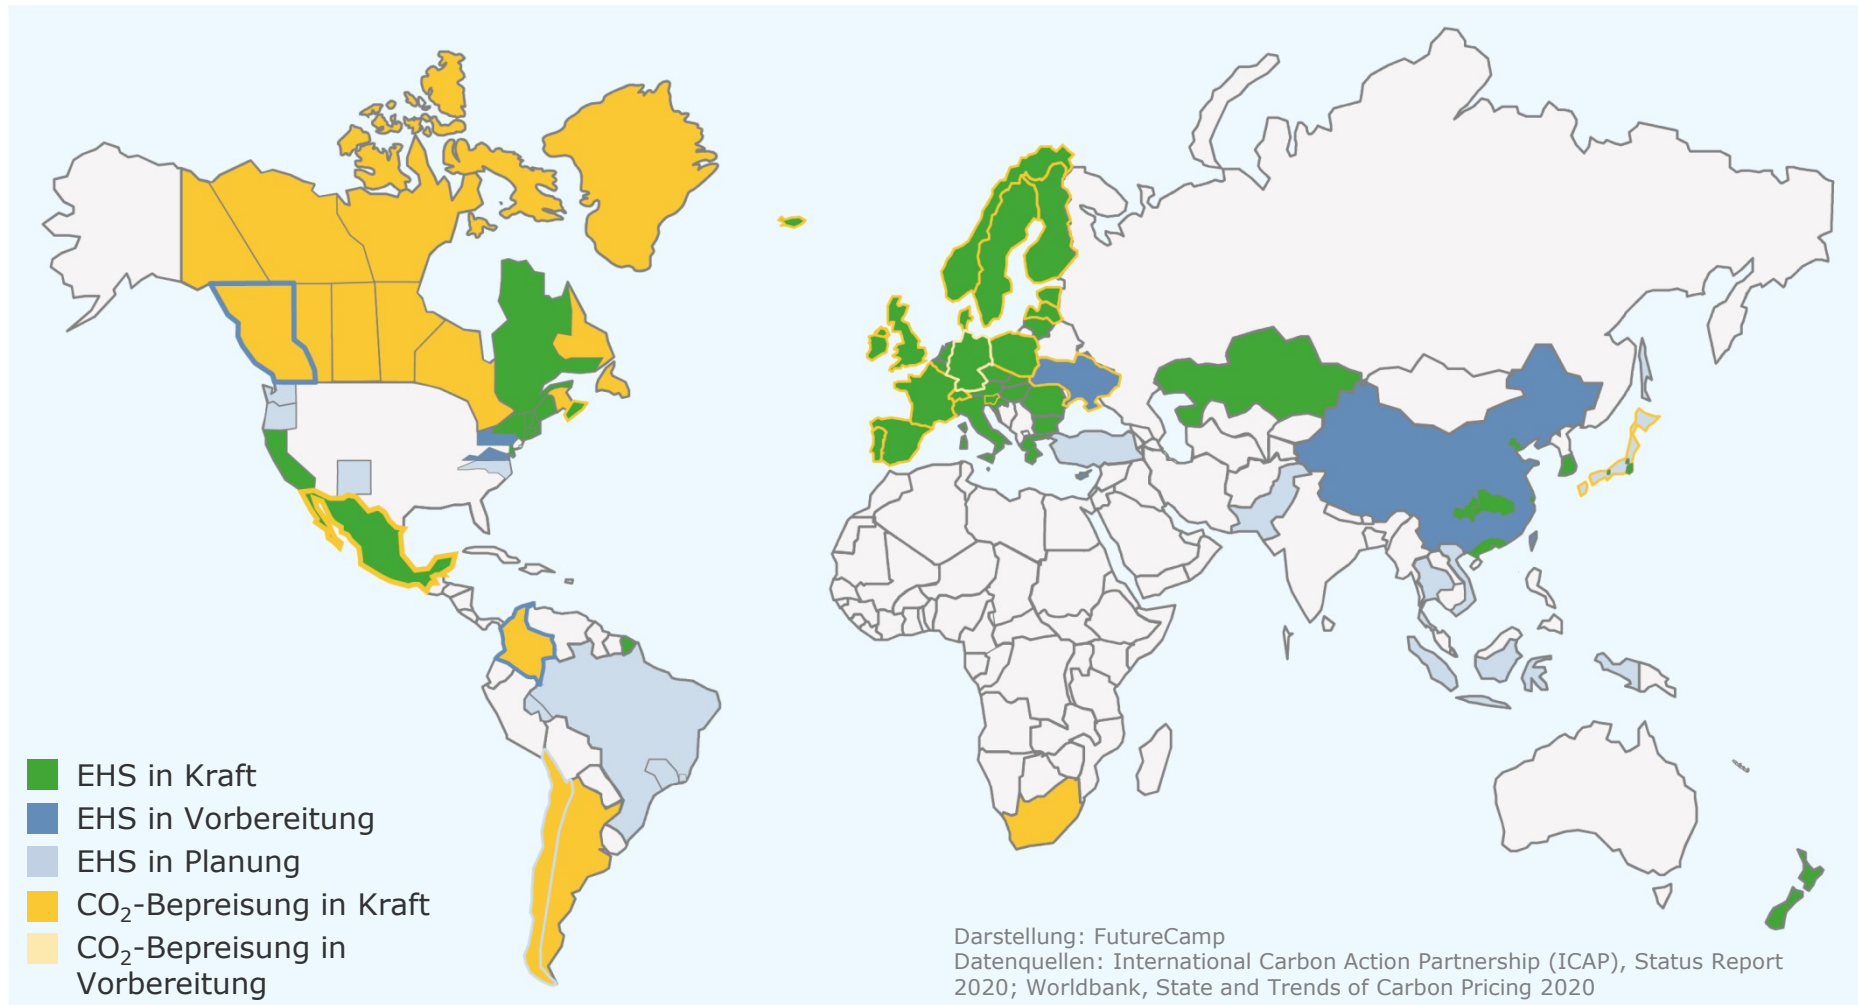 EHS in Kraft
EHS in Vorbereitung
EHS in Planung
CO₂-Bepreisung in Kraft
CO₂-Bepreisung in
Vorbereitung
Darstellung: FutureCamp
Datenquellen: International Carbon Action Partnership (ICAP), Status Report
2020; Worldbank, State and Trends of Carbon Pricing 2020